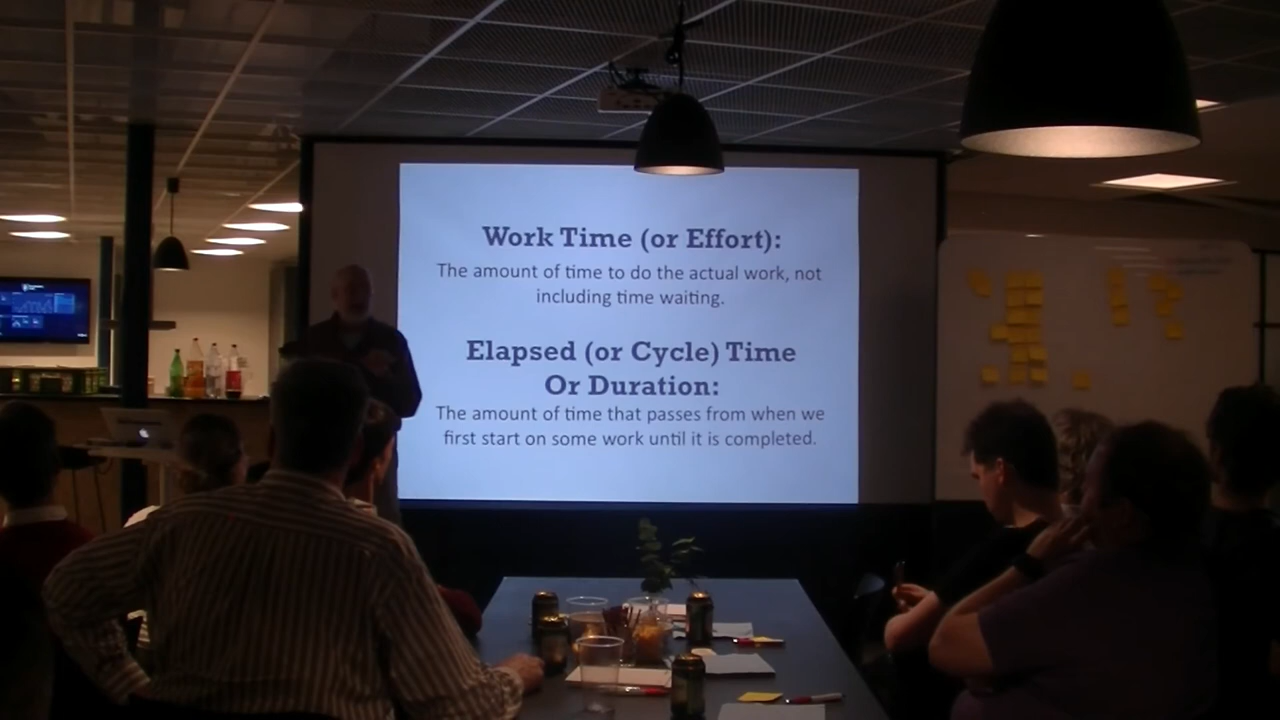 Work Time (or Effort):
The amount of time to do the actual work, not
including time waiting.
Elapsed (or Cycle) Time
Or Duration:
The amount of time that passes from when we
first start on some work until it is completed.